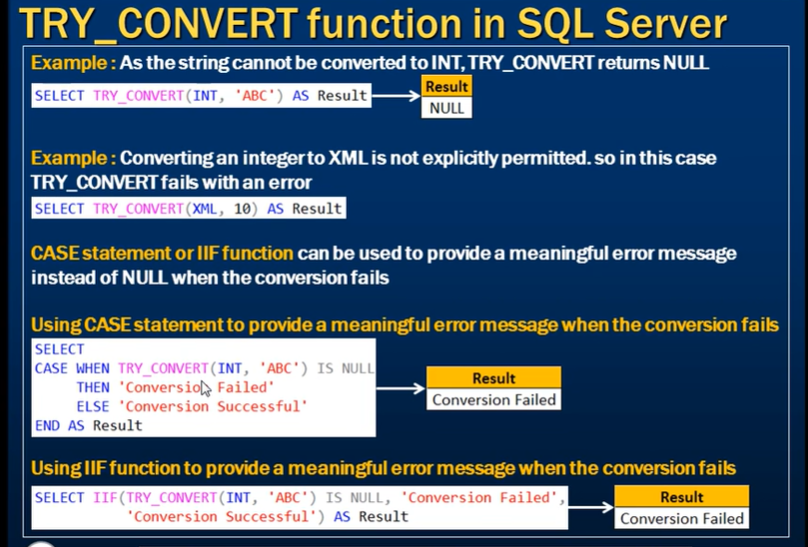 TRY_CONVERT function in SQL Server
Example : As the string cannot be converted to INT, TRY_CONVERT returns NULL
SELECT TRY_CONVERT(INT, 'ABC') AS Result
Result
NULL
Example : Converting an integer to XML is not explicitly permitted. so in this case
TRY_CONVERT fails with an error
SELECT TRY_CONVERT(XML, 10) AS Result
CASE statement or IIF function can be used to provide a meaningful error message
instead of NULL when the conversion fails
Using CASE statement to provide a meaningful error message when the conversion fails
SELECT
CASE WHEN TRY_CONVERT(INT, 'ABC') IS NULL
THEN 'Conversion Failed'
ELSE 'Conversion Successful'
END AS Result
Result
Conversion Failed
Using IIF function to provide a meaningful error message when the conversion fails
SELECT IIF(TRY_CONVERT(INT, 'ABC') IS NULL, 'Conversion Failed',
'Conversion Successful') AS Result
Result
Conversion Failed